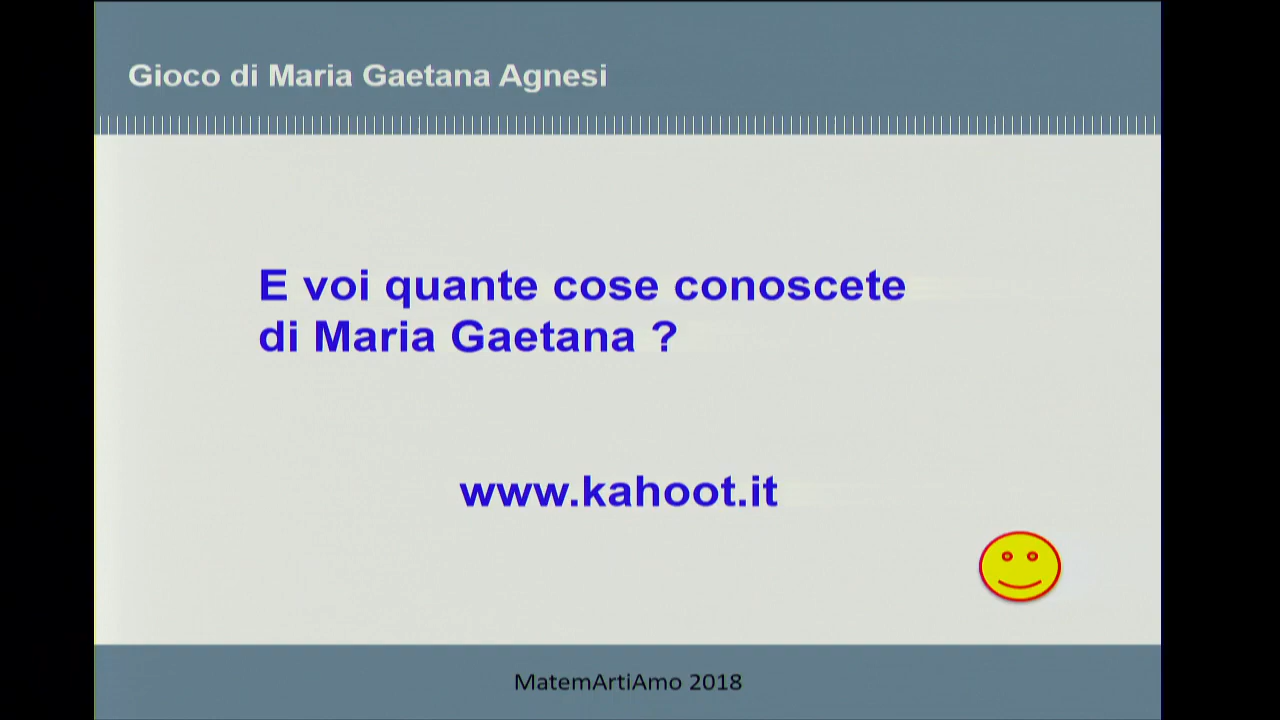 Gioco di Maria Gaetana Agnesi
E voi quante cose conoscete
di Maria Gaetana ?
www.kahoot.it
MatemArtiAmo 2018